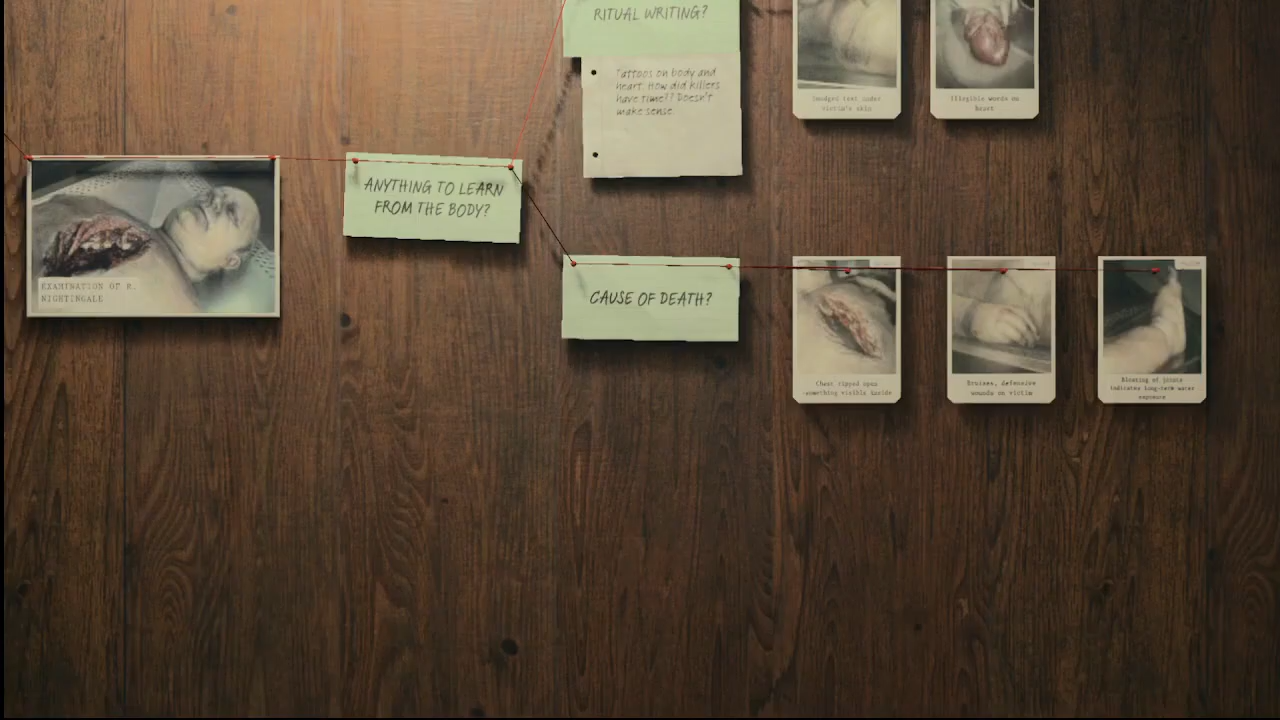 RITUAL WRITING?
Tattoos on body and
heart. How did killers
have time?? Doesn't
make sense.
Smudged text under
victim's skin
Illegible words on
heart
EXAMINATION OF R.
NIGHTINGALE
ANYTHING TO LEARN
FROM THE BODY?
CAUSE OF DEATH?
Chest ripped open
-something visible inside
Bruises, defensive
wounds on victim
Bloating of joints
indicates long-term water
exposure